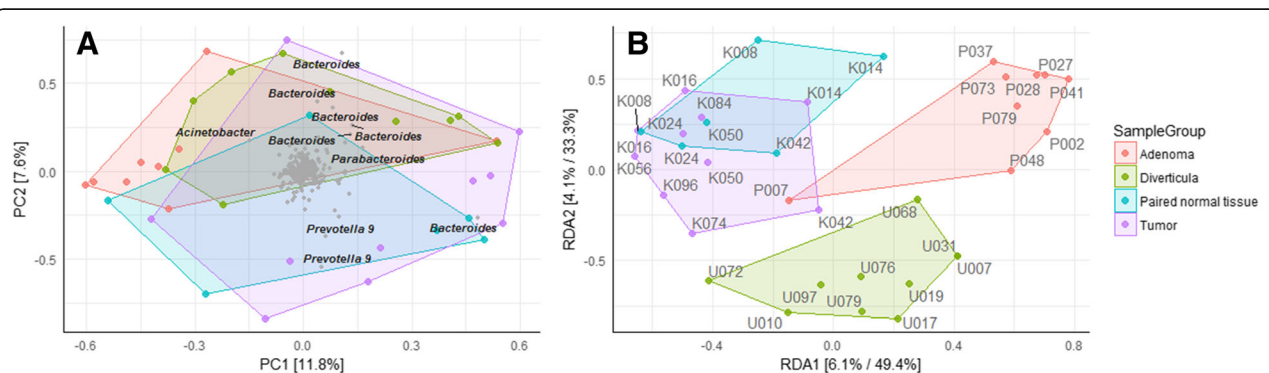 A
Bacteroides
Bacteroides
Bacteroides
Acinetobacter
Bacteroides
Bacteroides
Parabacteroides
Prevotella 9
Bacteroides
Prevotella 9
0.5
0.0
-0.5
PC2 [7.6%]
-0.6
-0.3
0.0
0.3
0.6
PC1 [11.8%]
B
K008
K014
P037
P027
K016
P073
P028
P041
K008
K084
K014
K024
P079
K050
K042
P002
K016
K024
P048
K056
K050
K096
P007
K074
K042
U068
U031
U072
U076
U007
U097
U079
U019
U010
U017
0.5
0.0
-0.5
RDA2 [4.1% / 33.3%]
-0.4
0.0
0.4
0.8
RDA1 [6.1% / 49.4%]
SampleGroup
Adenoma
Diverticula
Paired normal tissue
Tumor